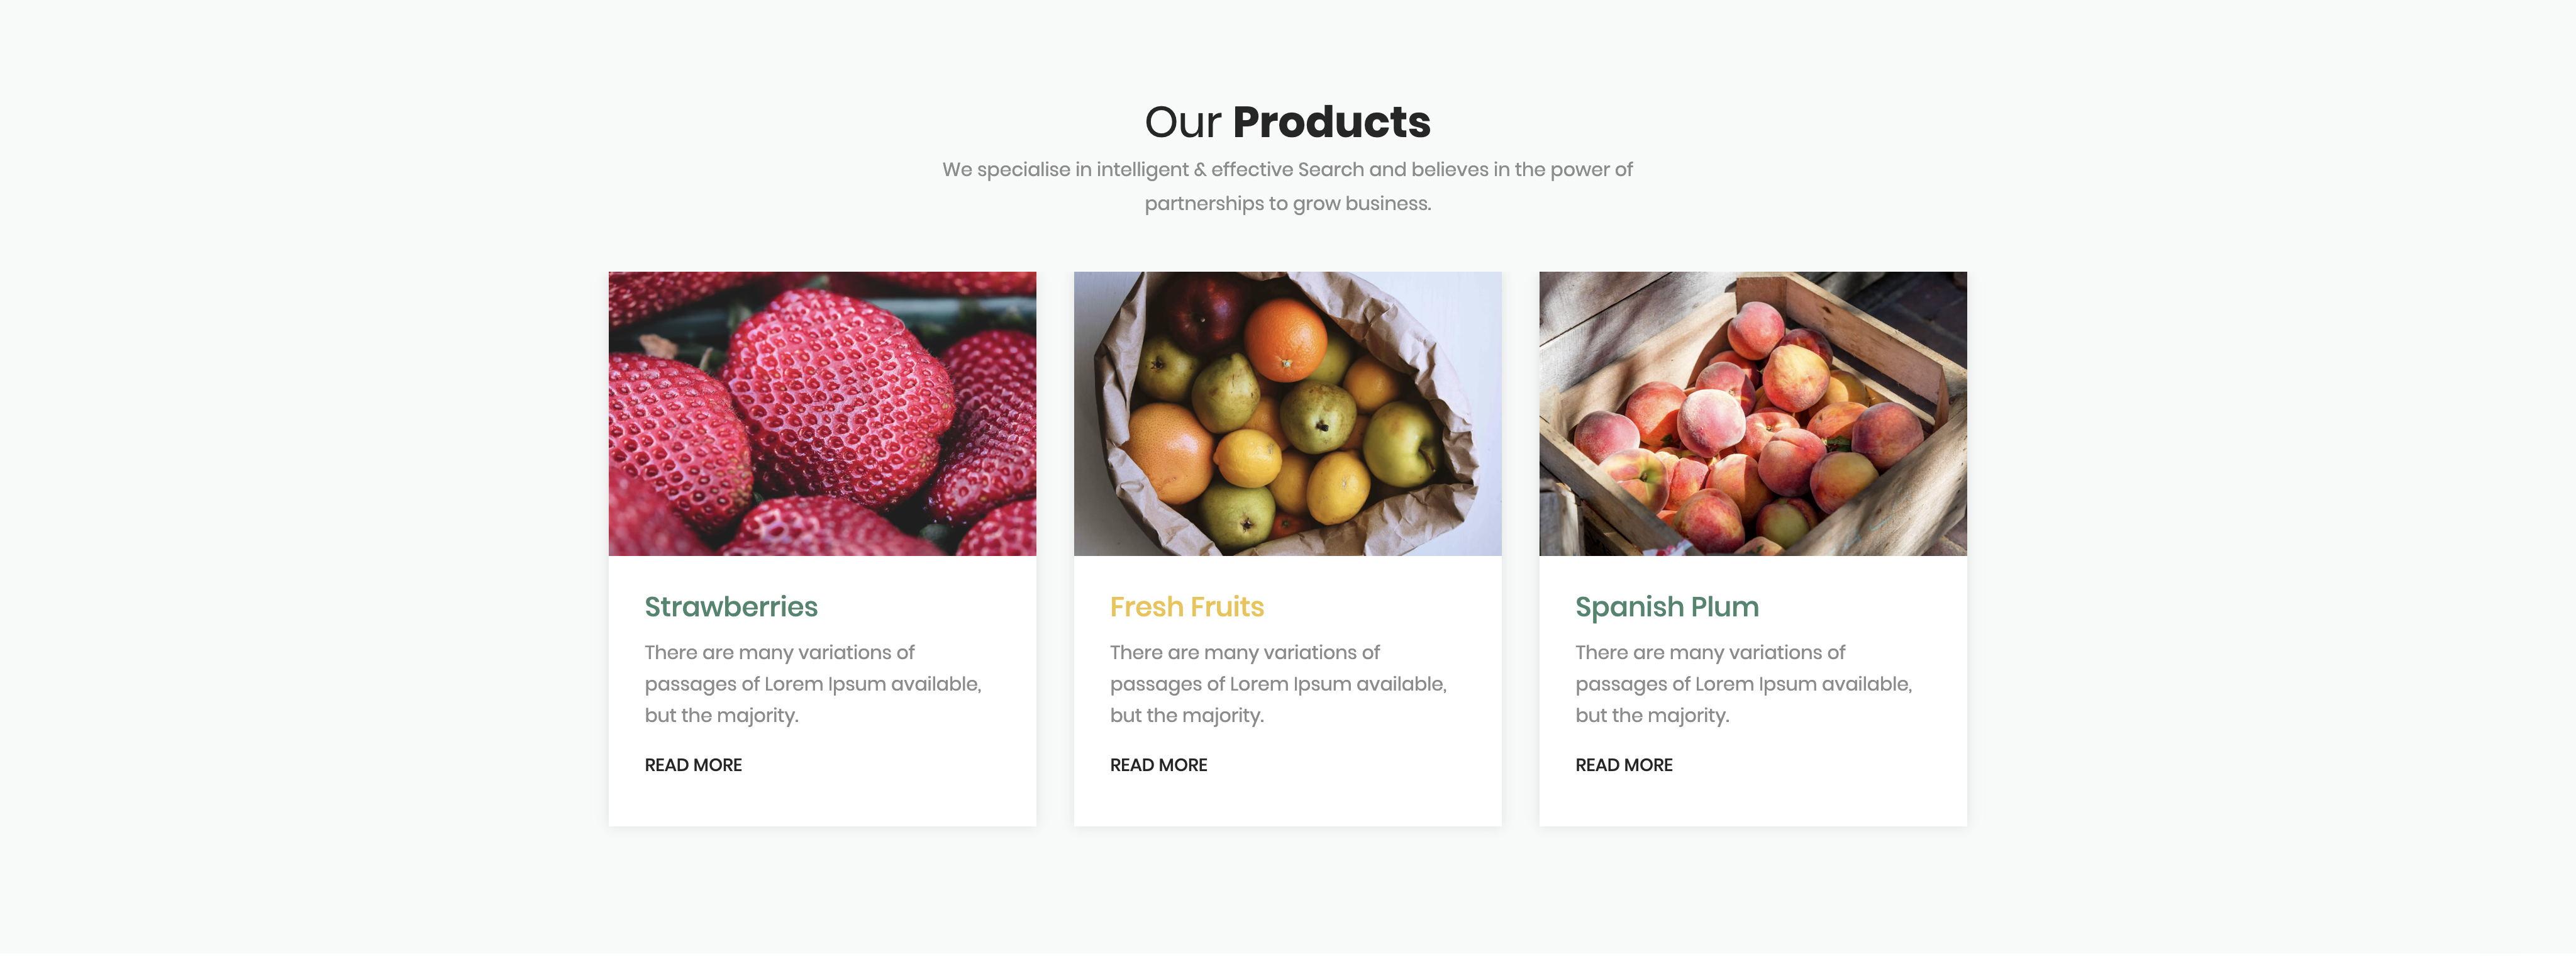 Our Products
We specialise in intelligent & effective Search and believes in the power of
partnerships to grow business.
Strawberries
There are many variations of
passages of Lorem Ipsum available,
but the majority.
READ MORE
Fresh Fruits
There are many variations of
passages of Lorem Ipsum available,
but the majority.
READ MORE
Spanish Plum
There are many variations of
passages of Lorem Ipsum available,
but the majority.
READ MORE